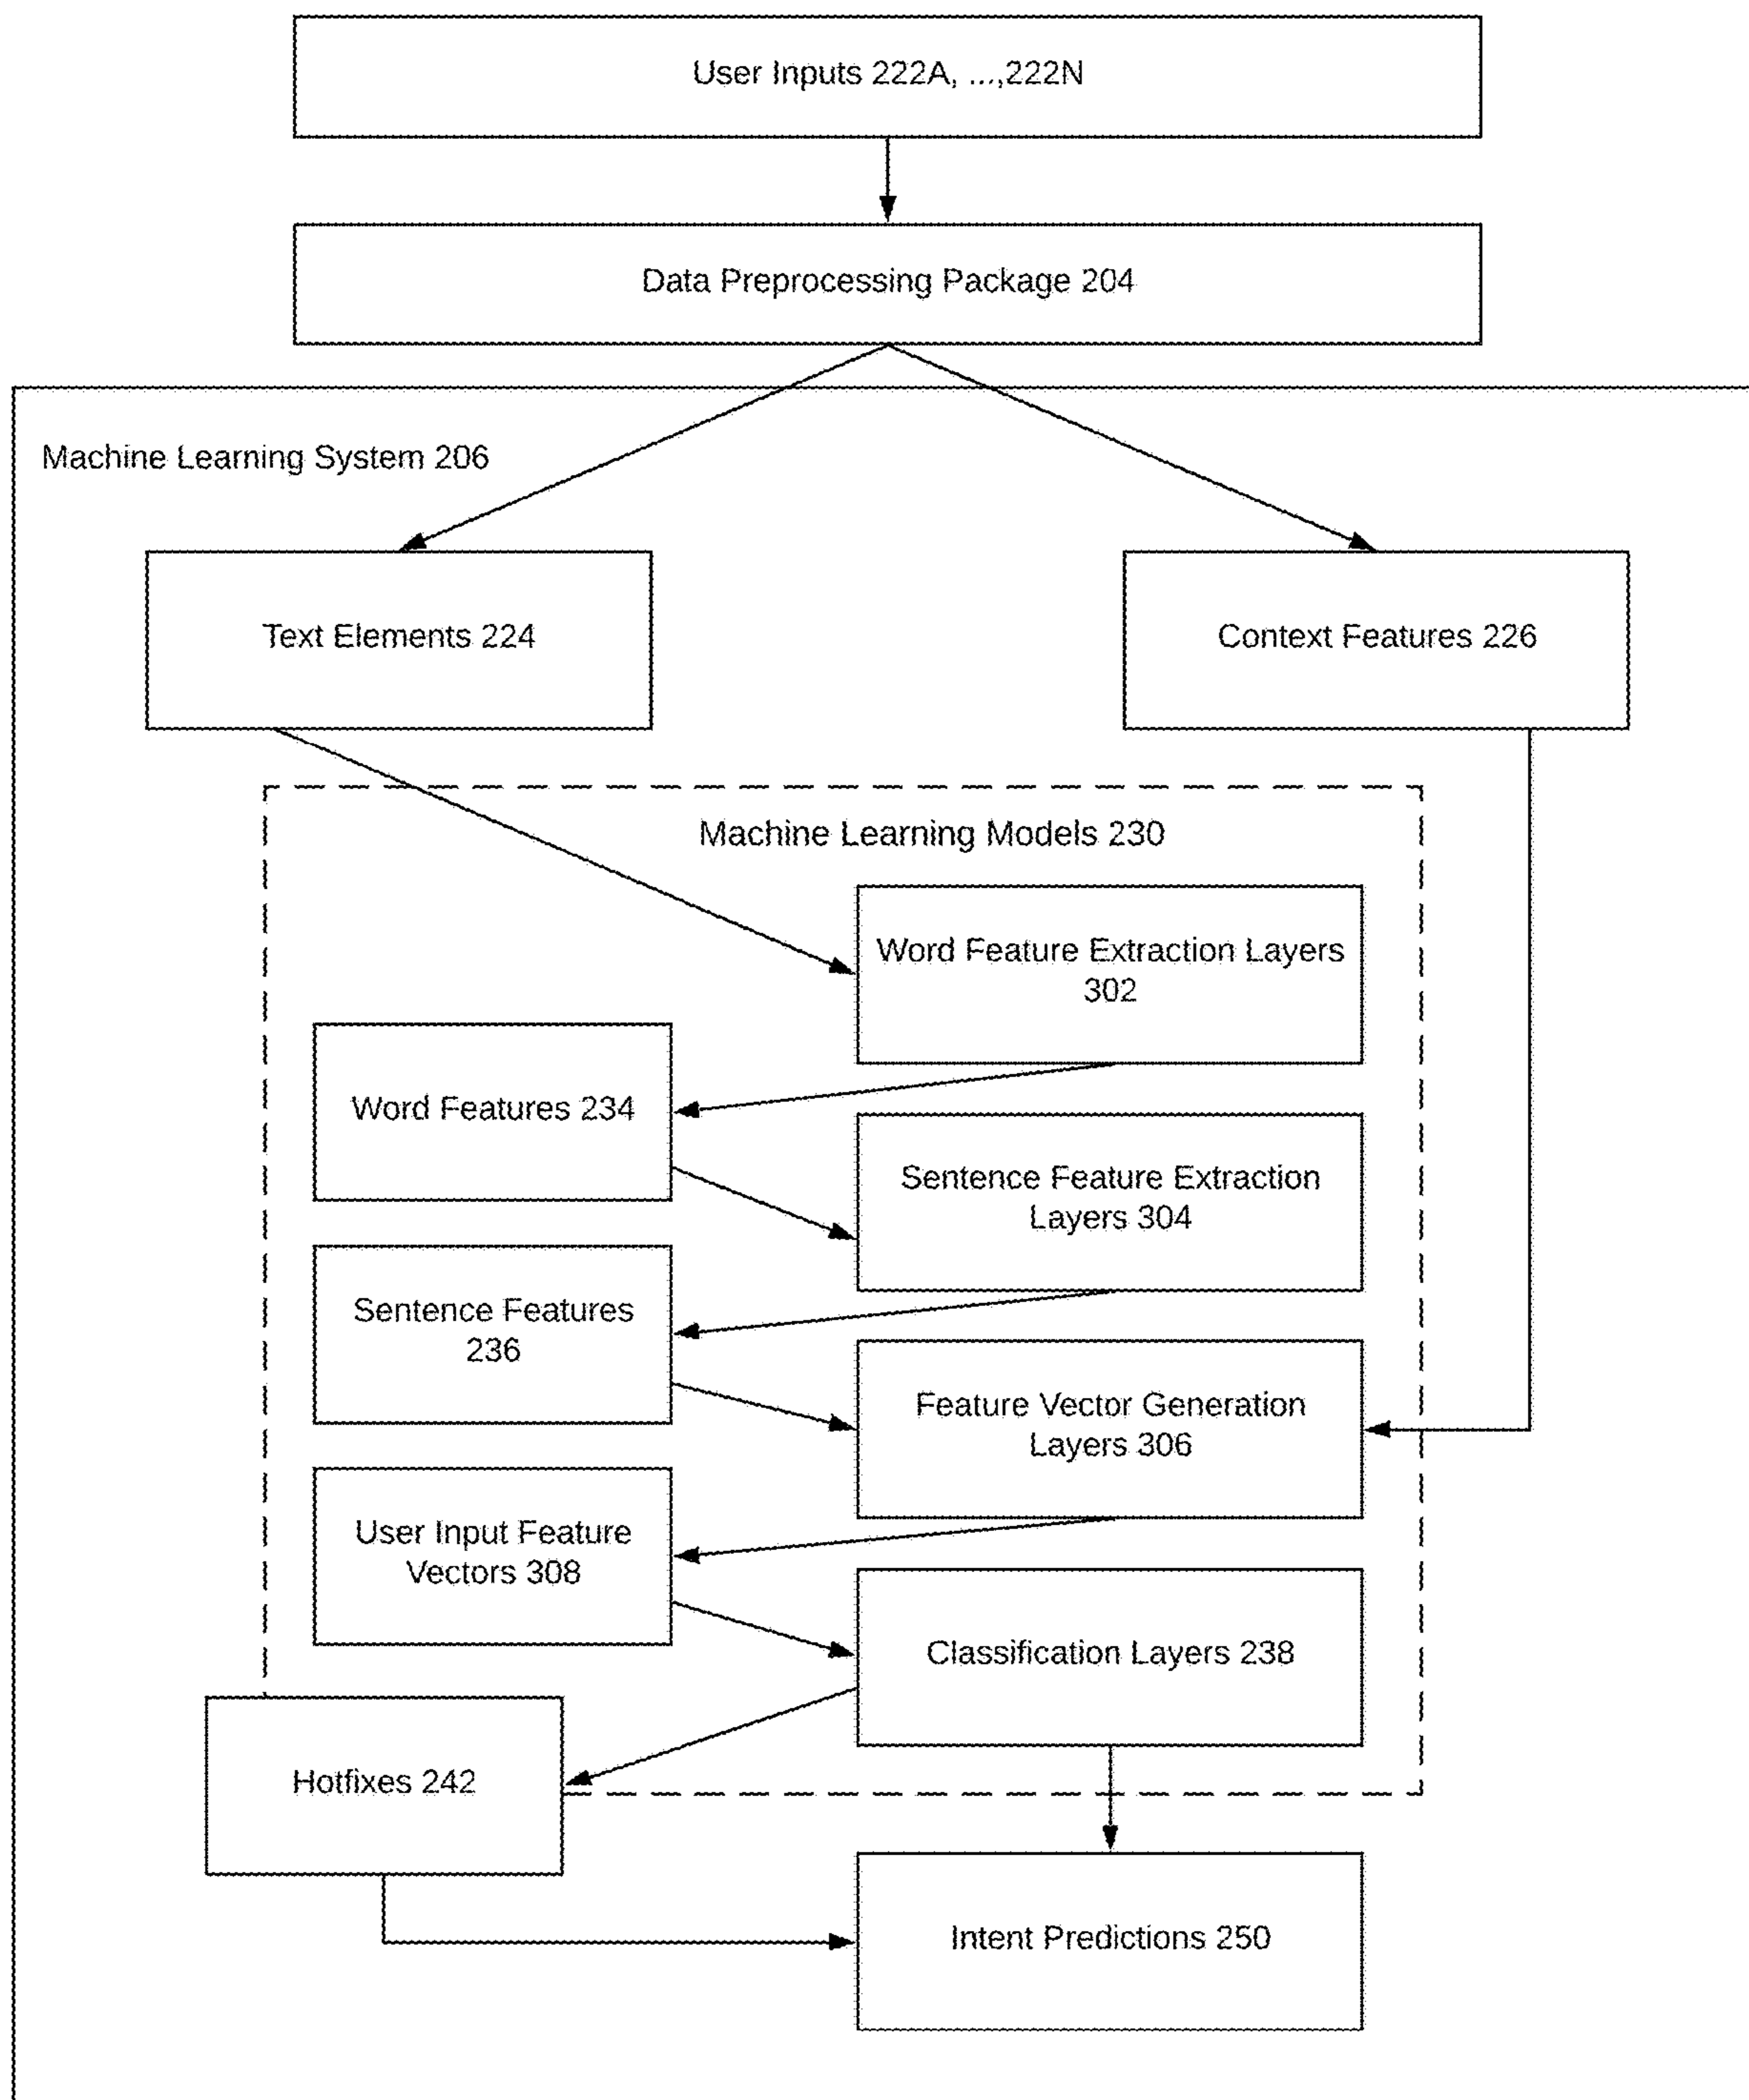 User Inputs 222A, ...,222N
Data Preprocessing Package 204
Machine Learning System 206
Text Elements 224
Context Features 226
Machine Learning Models 230
Word Feature Extraction Layers
302
Word Features 234
Sentence Feature Extraction
Layers 304
Sentence Features
236
Feature Vector Generation
Layers 306
User Input Feature
Vectors 308
Classification Layers 238
Hotfixes 242
Intent Predictions 250